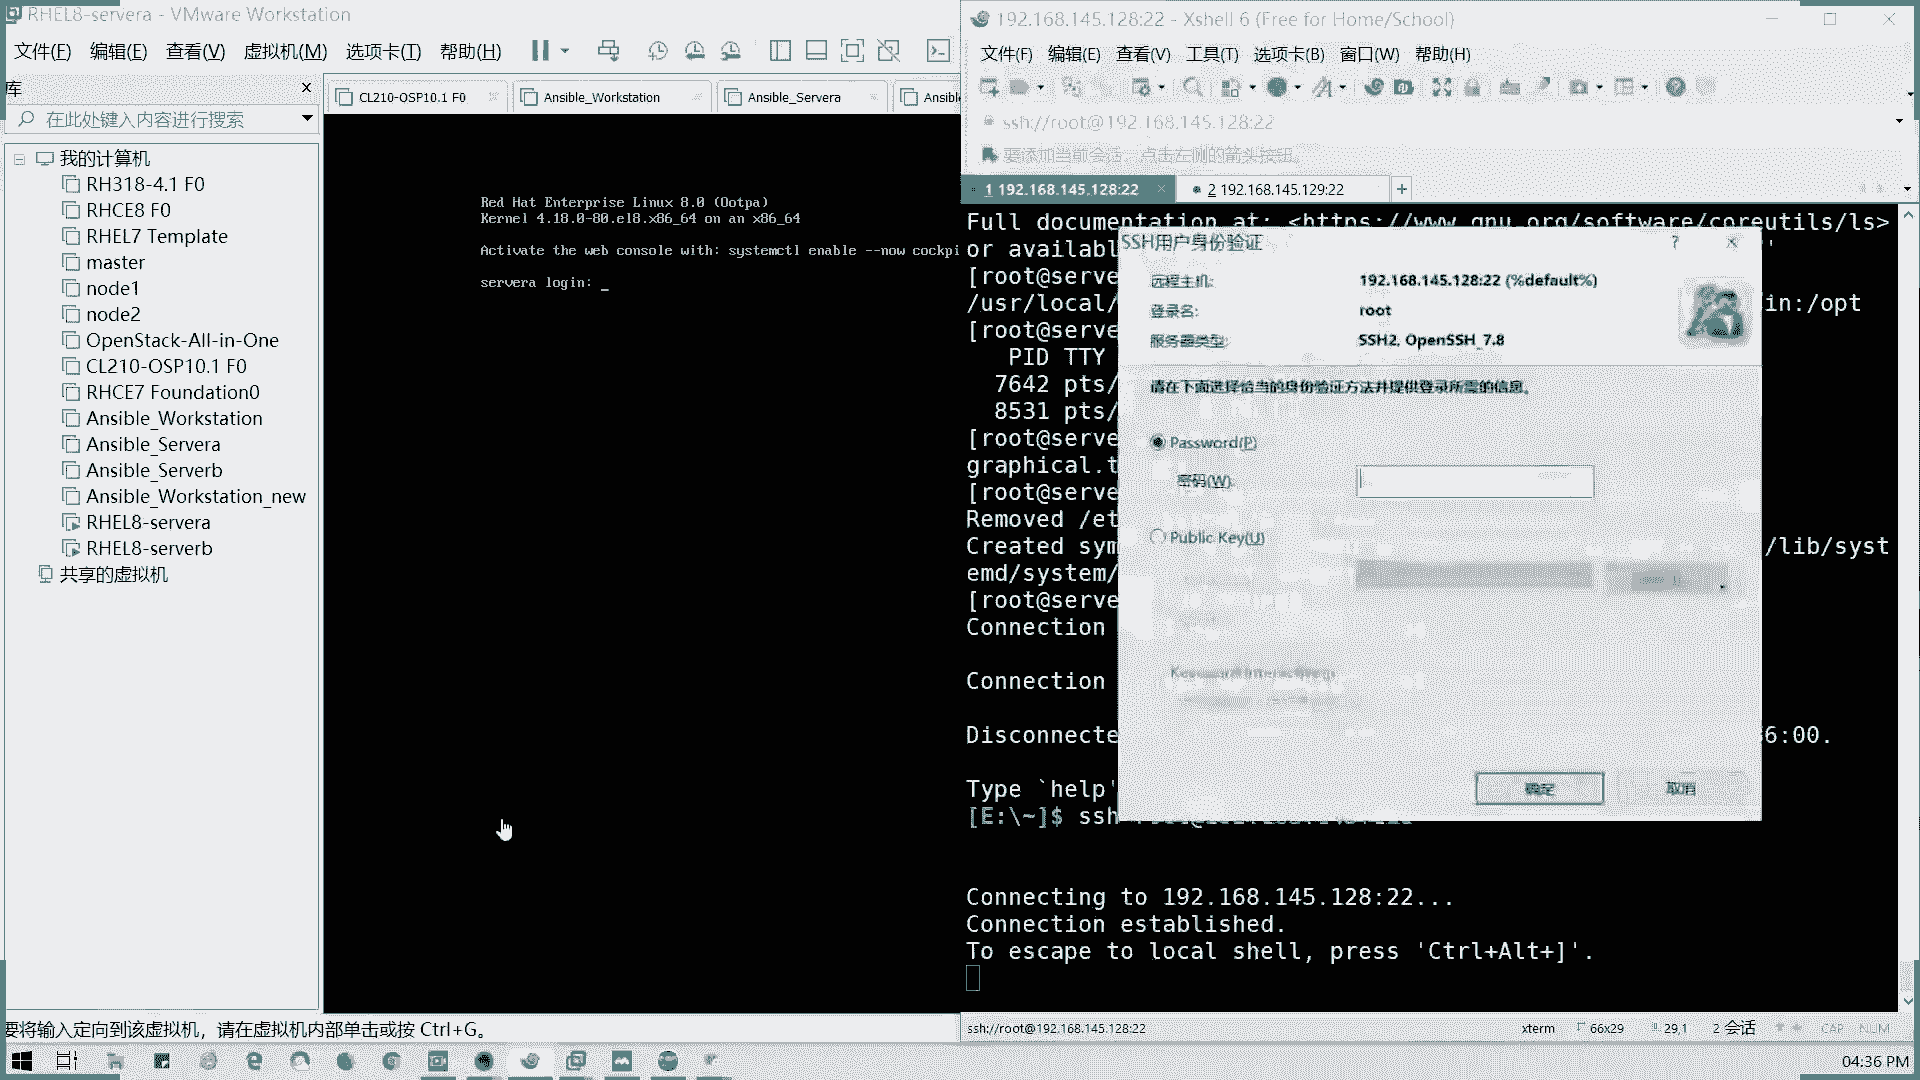 RHEL8-servera - VMware Workstation
文件(F) 编辑(E) 查看(V) 虚拟机(M) 选项卡(T) 帮助(H)
库
在此处键入内容进行搜索
我的计算机
RH318-4.1 F0
RHCE8 F0
RHEL7 Template
master
node1
node2
OpenStack-All-in-One
CL210-OSP10.1 F0
RHCE7 Foundation0
Ansible_Workstation
Ansible_Servera
Ansible_Serverb
Ansible_Workstation_new
RHEL8-servera
RHEL8-serverb
共享的虚拟机
CL210-OSP10.1 F0 Ansible_Workstation Ansible_Servera Ansibl
Red Hat Enterprise Linux 8.0 (Ootpa)
Kernel 4.18.0-80.el8.x86_64 on an x86_64
Activate the web console with: systemctl enable --now cockpi
servera login: _
要将输入定向到该虚拟机，请在虚拟机内部单击或按 Ctrl+G。
192.168.145.128:22 - Xshell 6 (Free for Home/School)
文件(F) 编辑(E) 查看(V) 工具(T) 选项卡(B) 窗口(W) 帮助(H)
ssh://root@192.168.145.128:22
要添加当前会话，点击左侧的箭头按钮。
1 192.168.145.128:22 2 192.168.145.129:22
Full documentation at: <https://www.gnu.org/software/coreutils/ls>
or availabl
[root@serve
/usr/local/ in:/opt
[root@serve
PID TTY
7642 pts/
8531 pts/
[root@serve
graphical.t
[root@serve
Removed /et
Created sym /lib/syst
emd/system/
[root@serve
Connection
Connection
Disconnecte 6:00.
Type `help'
[E:\~]$ ssh
Connecting to 192.168.145.128:22...
Connection established.
To escape to local shell, press 'Ctrl+Alt+]'.
SSH用户身份验证
远程主机: 192.168.145.128:22 (%default%)
登录名: root
服务器类型: SSH2, OpenSSH_7.8
请在下面选择恰当的身份验证方法并提供登录所需的信息。
Password(P)
密码(W):
Public Key(U)
确定 取消
ssh://root@192.168.145.128:22 xterm 66x29 29,1 2 会话 CAP NUM
04:36 PM